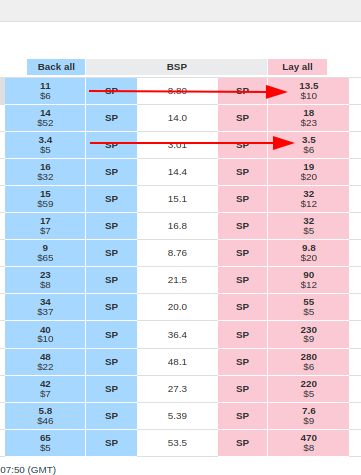 Back all BSP Lay all
11 SP 8.80 SP 13.5
$6 $10
14 SP 14.0 SP 18
$52 $23
3.4 SP 3.01 SP 3.5
$5 $6
16 SP 14.4 SP 19
$32 $20
15 SP 15.1 SP 32
$59 $12
17 SP 16.8 SP 32
$7 $5
9 SP 8.76 SP 9.8
$65 $20
23 SP 21.5 SP 90
$8 $12
34 SP 20.0 SP 55
$37 $5
40 SP 36.4 SP 230
$10 $9
48 SP 48.1 SP 280
$22 $6
42 SP 27.3 SP 220
$7 $5
5.8 SP 5.39 SP 7.6
$46 $9
65 SP 53.5 SP 470
$5 $8
07:50 (GMT)